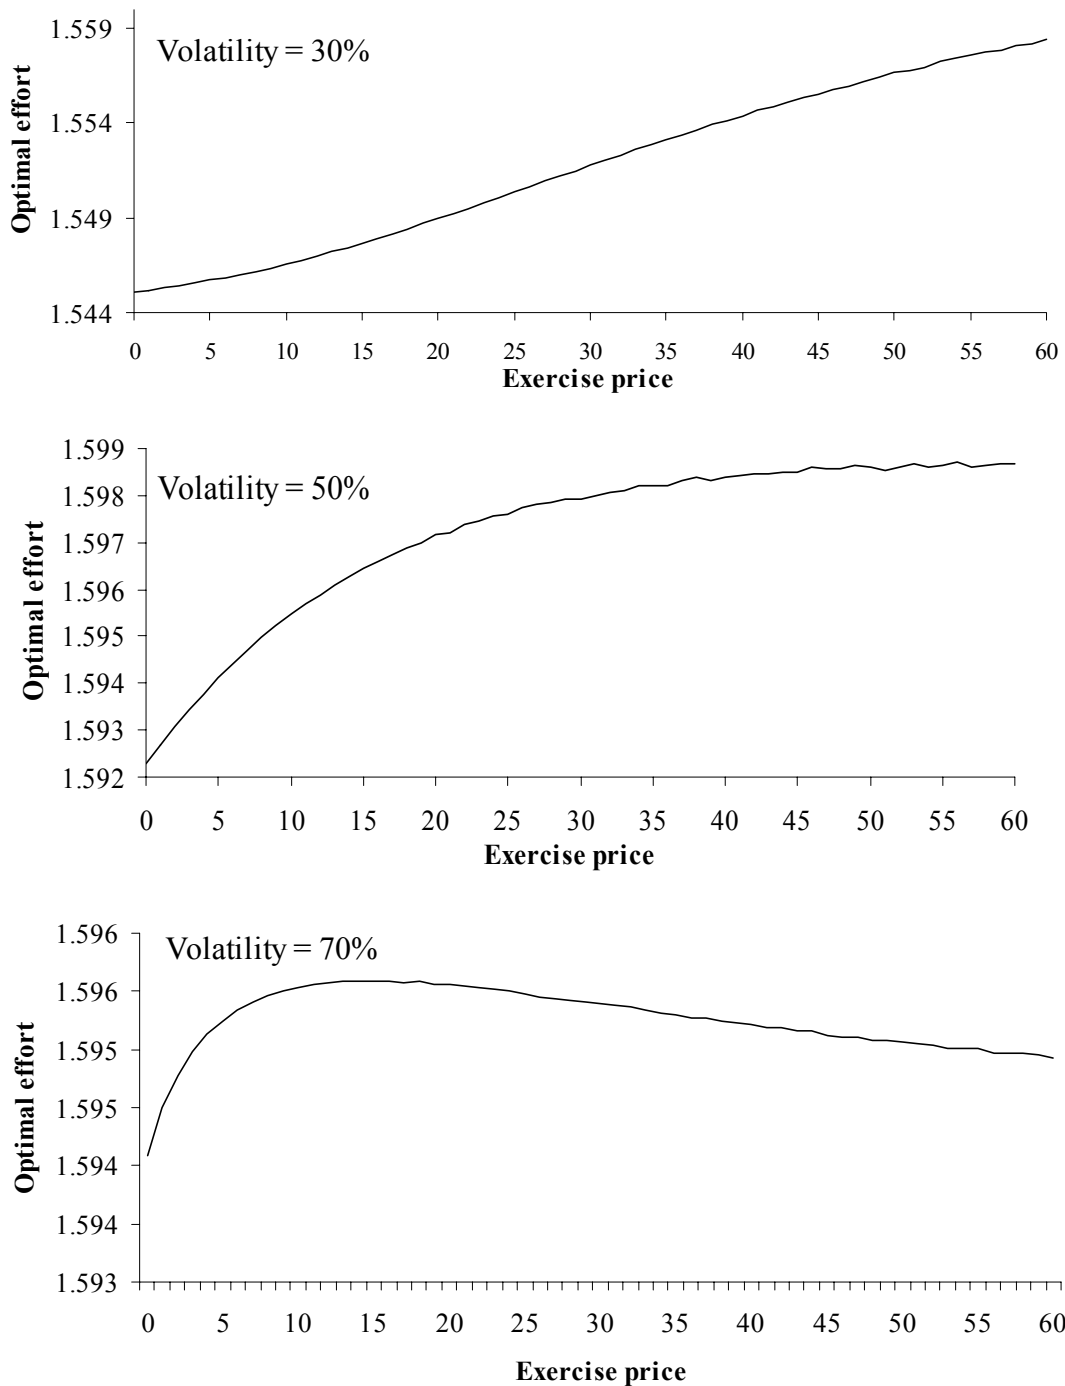 Volatility = 30%
Optimal effort
1.559
1.554
1.549
1.544
0 5 10 15 20 25 30 35 40 45 50 55 60
Exercise price
Volatility = 50%
Optimal effort
1.599
1.598
1.597
1.596
1.595
1.594
1.593
1.592
0 5 10 15 20 25 30 35 40 45 50 55 60
Exercise price
Volatility = 70%
Optimal effort
1.596
1.596
1.595
1.595
1.594
1.594
1.593
0 5 10 15 20 25 30 35 40 45 50 55 60
Exercise price